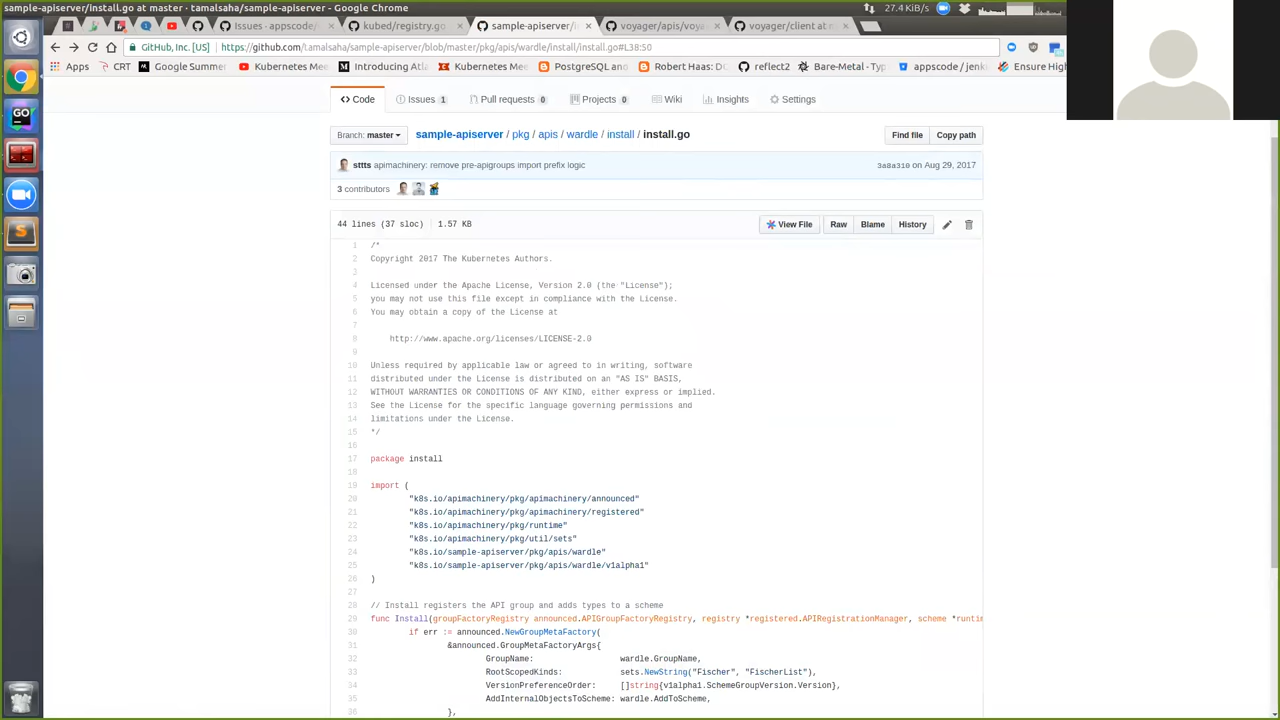 install.go at master · tamalsaha/sample-apiserver - Google Chrome
27.4 KiB/s
Issues · appscode/
kubed/registry.go
sample-apiserver/i
voyager/apis/voya
voyager/client at m
GitHub, Inc. [US]
https://github.com/tamalsaha/sample-apiserver/blob/master/pkg/apis/wardle/install/install.go#L38:50
Apps
CRT
Google Summer
Kubernetes Mee
Introducing Atla
Kubernetes Mee
PostgreSQL and
Robert Haas: Do
reflect2
Bare-Metal - Typ
appscode / jenk
Ensure High
Code
Issues 1
Pull requests 0
Projects 0
Wiki
Insights
Settings
Branch: master
sample-apiserver / pkg / apis / wardle / install / install.go
Find file
Copy path
sttts apimachinery: remove pre-apigroups import prefix logic
3a8a310 on Aug 29, 2017
3 contributors
44 lines (37 sloc) 1.57 KB
View File
Raw
Blame
History
1 /*
2 Copyright 2017 The Kubernetes Authors.
3
4 Licensed under the Apache License, Version 2.0 (the "License");
5 you may not use this file except in compliance with the License.
6 You may obtain a copy of the License at
7
8 http://www.apache.org/licenses/LICENSE-2.0
9
10 Unless required by applicable law or agreed to in writing, software
11 distributed under the License is distributed on an "AS IS" BASIS,
12 WITHOUT WARRANTIES OR CONDITIONS OF ANY KIND, either express or implied.
13 See the License for the specific language governing permissions and
14 limitations under the License.
15 */
16
17 package install
18
19 import (
20 "k8s.io/apimachinery/pkg/apimachinery/announced"
21 "k8s.io/apimachinery/pkg/apimachinery/registered"
22 "k8s.io/apimachinery/pkg/runtime"
23 "k8s.io/apimachinery/pkg/util/sets"
24 "k8s.io/sample-apiserver/pkg/apis/wardle"
25 "k8s.io/sample-apiserver/pkg/apis/wardle/v1alpha1"
26 )
27
28 // Install registers the API group and adds types to a scheme
29 func Install(groupFactoryRegistry announced.APIGroupFactoryRegistry, registry *registered.APIRegistrationManager, scheme *runtim
30 if err := announced.NewGroupMetaFactory(
31 &announced.GroupMetaFactoryArgs{
32 GroupName: wardle.GroupName,
33 RootScopedKinds: sets.NewString("Fischer", "FischerList"),
34 VersionPreferenceOrder: []string{v1alpha1.SchemeGroupVersion.Version},
35 AddInternalObjectsToScheme: wardle.AddToScheme,
36 },